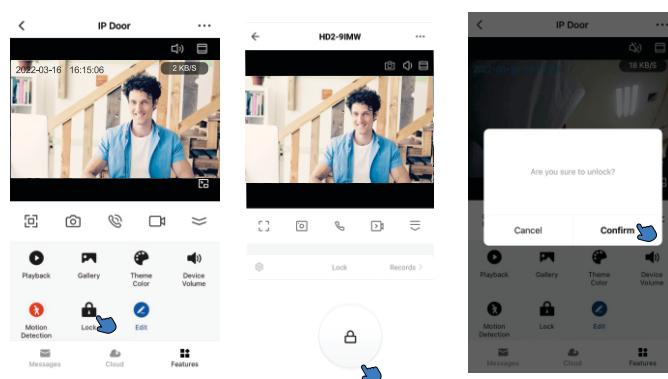 IP Door
2022-03-16 16:15:06
2 KB/S
Playback
Gallery
Theme
Color
Device
Volume
Motion
Detection
Lock
Edit
Messages
Cloud
Features
HD2-9IMW
Lock
Records >
IP Door
18 KB/S
Are you sure to unlock?
Cancel
Confirm
Playback
Gallery
Theme
Color
Device
Volume
Motion
Detection
Lock
Edit
Messages
Cloud
Features